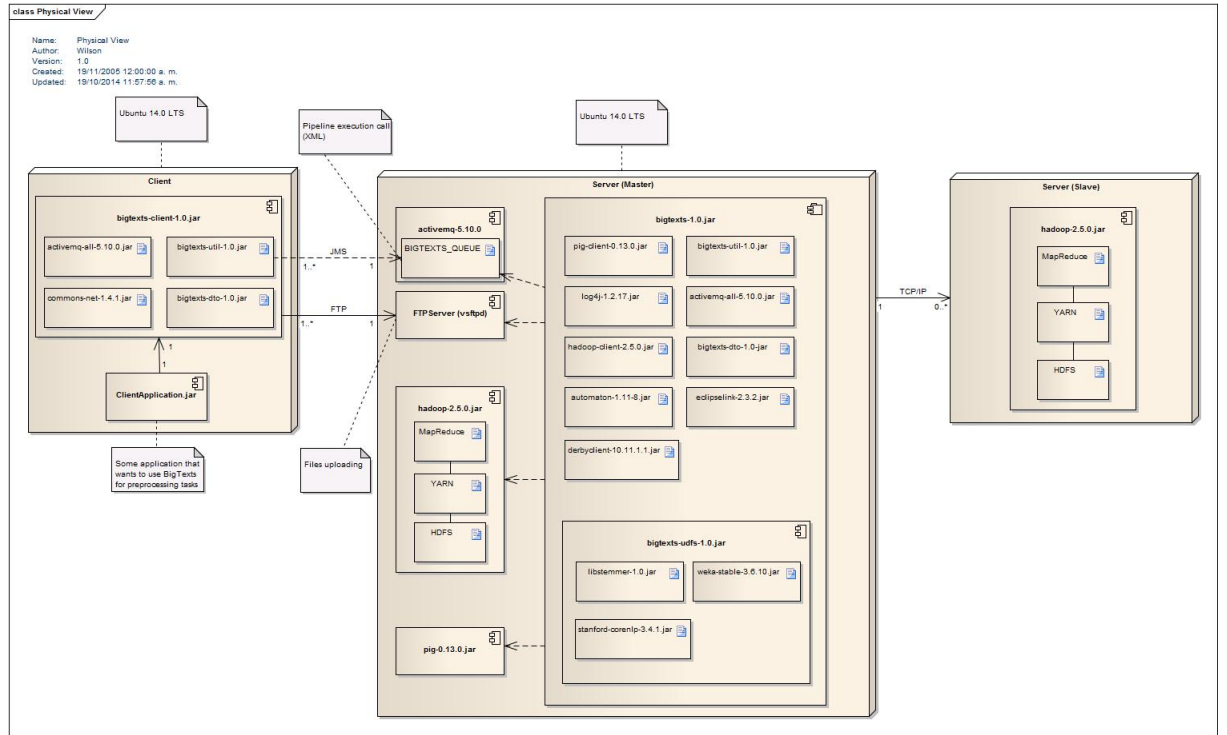 class Physical View
Name: Physical View
Author: Wilson
Version: 1.0
Created: 19/11/2005 12:00:00 a. m.
Updated: 19/10/2014 11:57:56 a. m.
Ubuntu 14.0 LTS
Pipeline execution call
(XML)
Ubuntu 14.0 LTS
Client
bigtexts-client-1.0.jar
activemq-all-5.10.0.jar
bigtexts-util-1.0.jar
commons-net-1.4.1.jar
bigtexts-dto-1.0-jar
1
1
ClientApplication.jar
Some application that
wants to use BigTexts
for preprocessing tasks
JMS
1..*
1
FTP
1..*
1
Files uploading
Server (Master)
activemq-5.10.0
BIGTEXTS_QUEUE
FTPServer (vsftpd)
hadoop-2.5.0.jar
MapReduce
YARN
HDFS
pig-0.13.0.jar
bigtexts-1.0.jar
pig-client-0.13.0.jar
bigtexts-util-1.0.jar
log4j-1.2.17.jar
activemq-all-5.10.0.jar
hadoop-client-2.5.0.jar
bigtexts-dto-1.0-jar
automaton-1.11-8.jar
eclipselink-2.3.2.jar
derbyclient-10.11.1.1.jar
bigtexts-udfs-1.0.jar
libstemmer-1.0.jar
weka-stable-3.6.10.jar
stanford-corenlp-3.4.1.jar
TCP/IP
1
0..*
Server (Slave)
hadoop-2.5.0.jar
MapReduce
YARN
HDFS